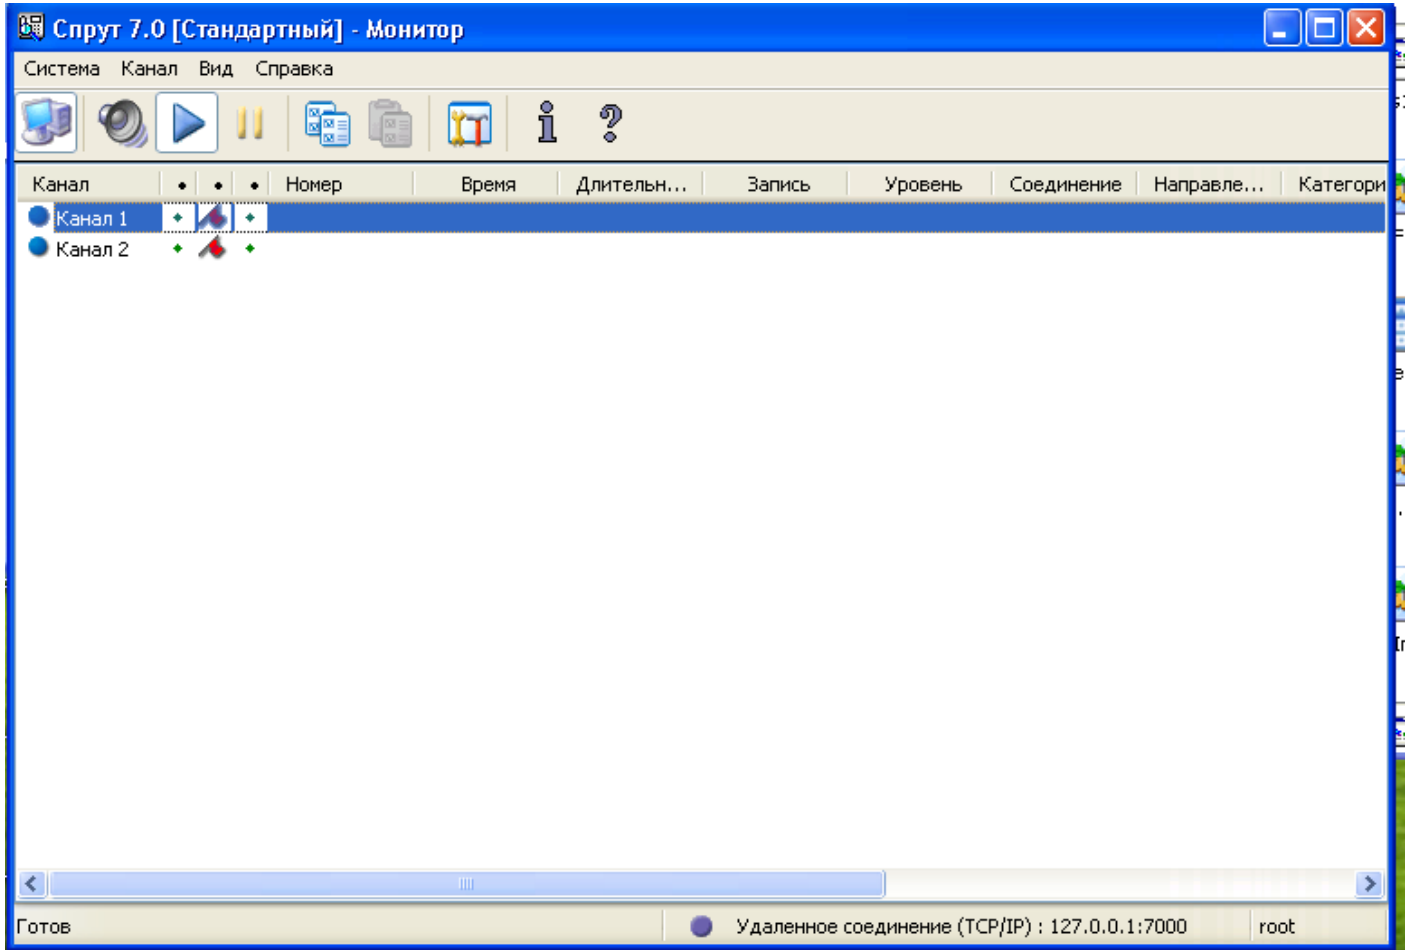 Спрут 7.0 [Стандартный] - Монитор
Система Канал Вид Справка
Канал Номер Время Длительн... Запись Уровень Соединение Направле... Категори
Канал 1
Канал 2
Готов Удаленное соединение (TCP/IP) : 127.0.0.1:7000 root